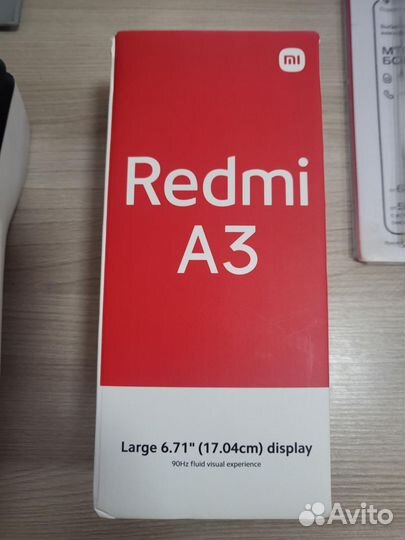 mi
Redmi
A3
Large 6.71" (17.04cm) display
90Hz fluid visual experience
Avito